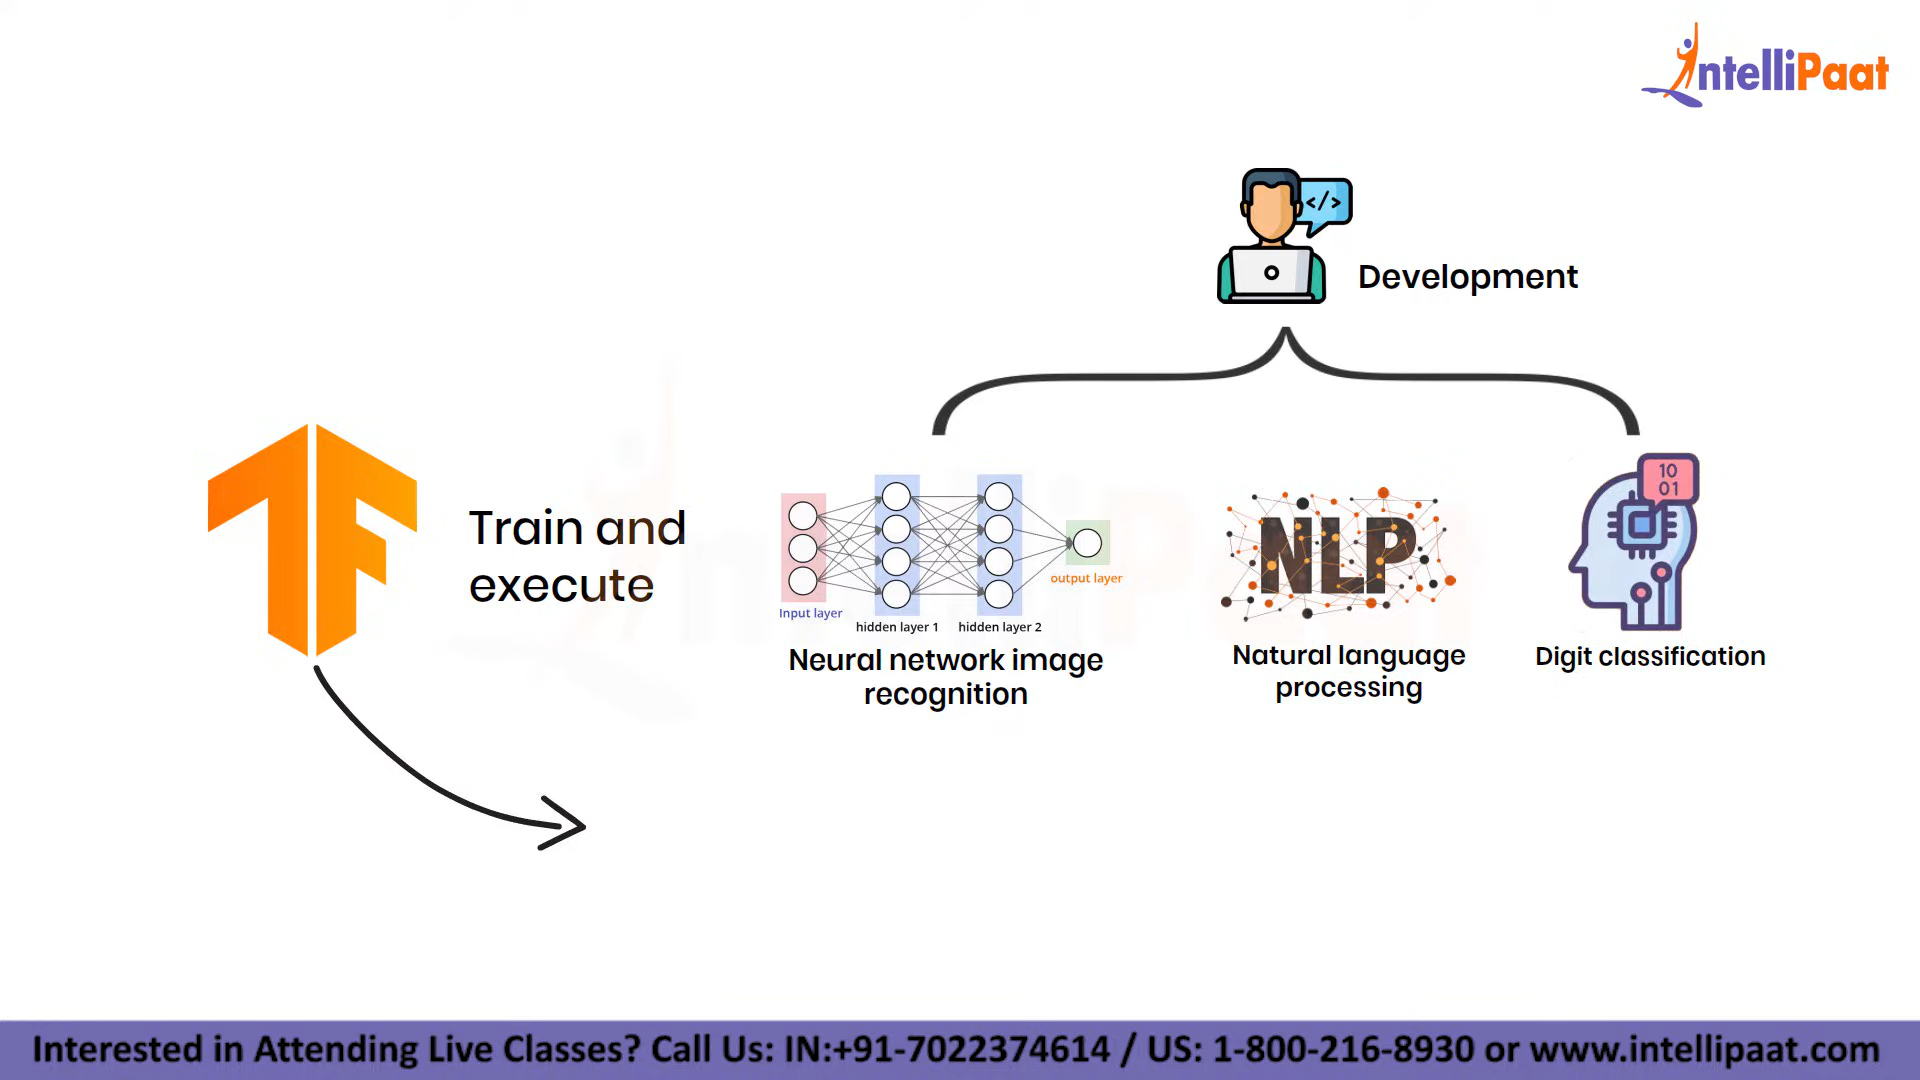 IntelliPaat
</>
Development
Train and
execute
Input layer
hidden layer 1
hidden layer 2
output layer
Neural network image
recognition
NLP
Natural language
processing
10
01
Digit classification
Interested in Attending Live Classes? Call Us: IN:+91-7022374614 / US: 1-800-216-8930 or www.intellipaat.com